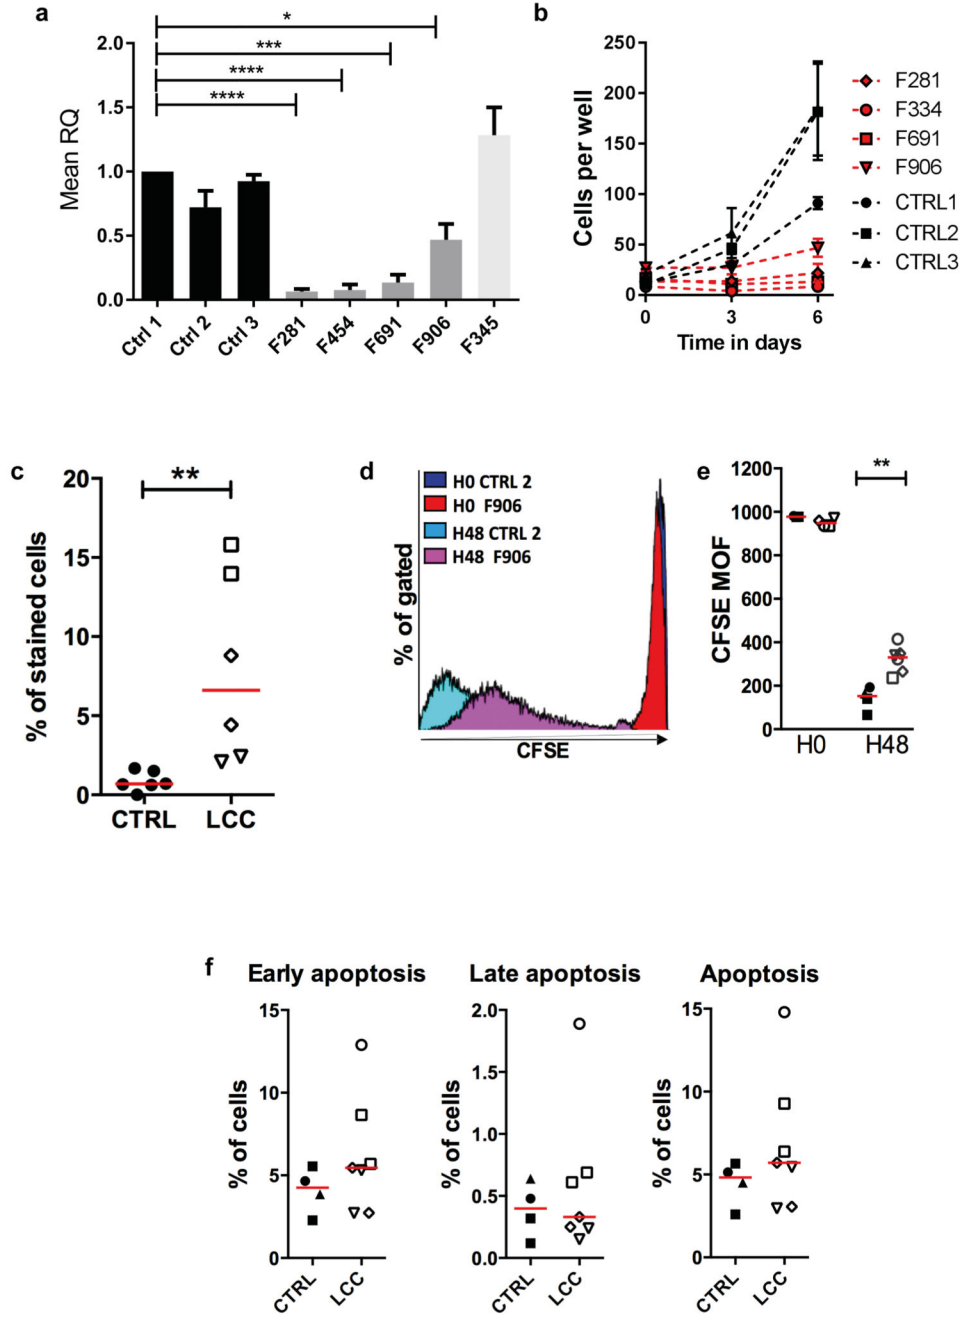 a
*
***
****
****
Mean RQ
2.0
1.5
1.0
0.5
0.0
Ctrl 1
Ctrl 2
Ctrl 3
F281
F454
F691
F906
F345
b
Cells per well
250
200
150
100
50
0
0 3 6
Time in days
F281
F334
F691
F906
CTRL1
CTRL2
CTRL3
c
% of stained cells
20
15
10
5
0
**
CTRL LCC
d
H0 CTRL 2
H0 F906
H48 CTRL 2
H48 F906
% of gated
CFSE
e
CFSE MOF
1200
1000
800
600
400
200
0
**
H0 H48
f
Early apoptosis
% of cells
15
10
5
0
CTRL
LCC
Late apoptosis
% of cells
2.0
1.5
1.0
0.5
0.0
CTRL
LCC
Apoptosis
% of cells
15
10
5
0
CTRL
LCC